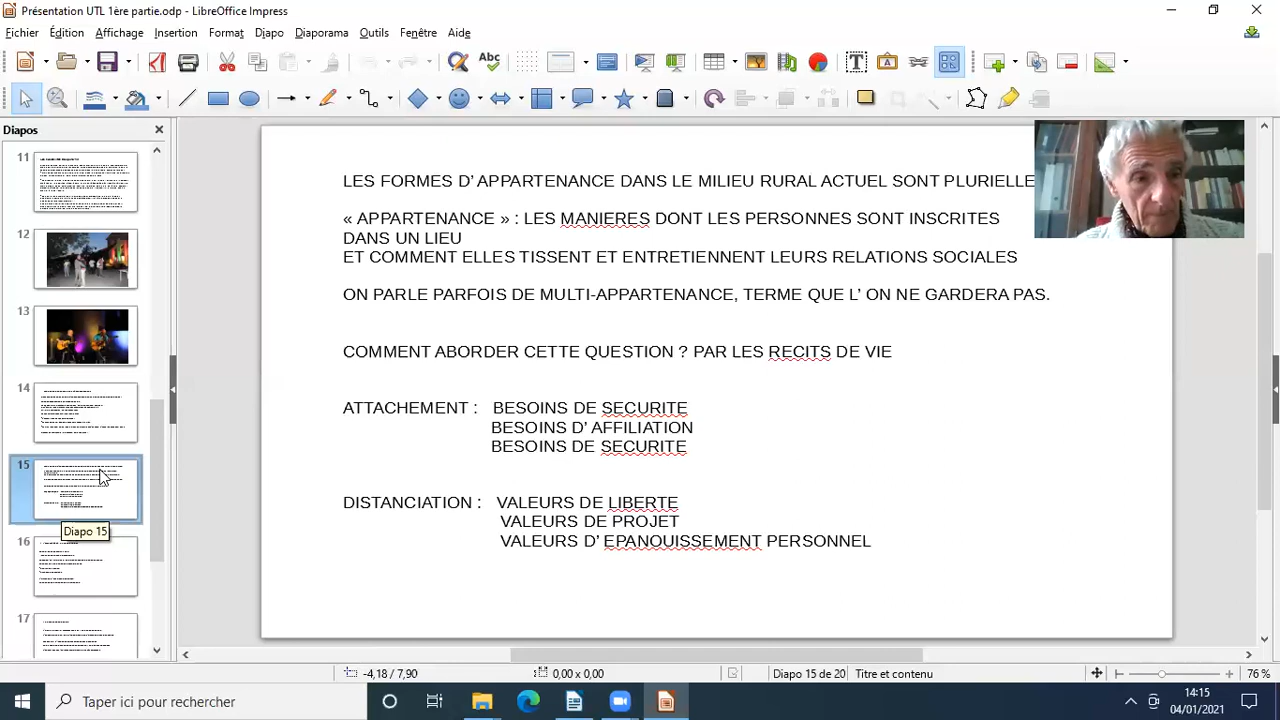 Présentation UTL 1ère partie.odp - LibreOffice Impress
Fichier Édition Affichage Insertion Format Diapo Diaporama Outils Fenêtre Aide
Abc
Diapos
11
12
13
14
15
Diapo 15
16
17
LES FORMES D' APPARTENANCE DANS LE MILIEU RURAL ACTUEL SONT PLURIELLE
« APPARTENANCE » : LES MANIERES DONT LES PERSONNES SONT INSCRITES
DANS UN LIEU
ET COMMENT ELLES TISSENT ET ENTRETIENNENT LEURS RELATIONS SOCIALES
ON PARLE PARFOIS DE MULTI-APPARTENANCE, TERME QUE L' ON NE GARDERA PAS.
COMMENT ABORDER CETTE QUESTION ? PAR LES RECITS DE VIE
ATTACHEMENT : BESOINS DE SECURITE
BESOINS D' AFFILIATION
BESOINS DE SECURITE
DISTANCIATION : VALEURS DE LIBERTE
VALEURS DE PROJET
VALEURS D' EPANOUISSEMENT PERSONNEL
-4,18 / 7,90 0,00 x 0,00 Diapo 15 de 20 Titre et contenu 76 %
Taper ici pour rechercher
14:15
04/01/2021